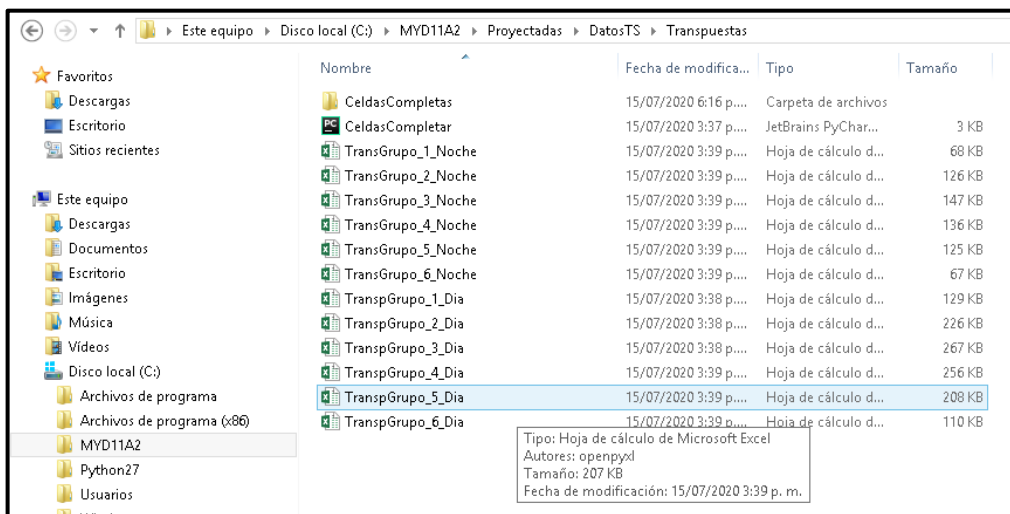 Este equipo Disco local (C:) MYD11A2 Proyectadas DatosTS Transpuestas
Favoritos
Descargas
Escritorio
Sitios recientes
Este equipo
Descargas
Documentos
Escritorio
Imágenes
Música
Vídeos
Disco local (C:)
Archivos de programa
Archivos de programa (x86)
MYD11A2
Python27
Usuarios
Nombre Fecha de modifica... Tipo Tamaño
CeldasCompletas 15/07/2020 6:16 p.... Carpeta de archivos
PC CeldasCompletar 15/07/2020 3:37 p.... JetBrains PyChar... 3 KB
TransGrupo_1_Noche 15/07/2020 3:39 p.... Hoja de cálculo d... 68 KB
TransGrupo_2_Noche 15/07/2020 3:39 p.... Hoja de cálculo d... 126 KB
TransGrupo_3_Noche 15/07/2020 3:39 p.... Hoja de cálculo d... 147 KB
TransGrupo_4_Noche 15/07/2020 3:39 p.... Hoja de cálculo d... 136 KB
TransGrupo_5_Noche 15/07/2020 3:39 p.... Hoja de cálculo d... 125 KB
TransGrupo_6_Noche 15/07/2020 3:39 p.... Hoja de cálculo d... 67 KB
TranspGrupo_1_Dia 15/07/2020 3:38 p.... Hoja de cálculo d... 129 KB
TranspGrupo_2_Dia 15/07/2020 3:38 p.... Hoja de cálculo d... 226 KB
TranspGrupo_3_Dia 15/07/2020 3:38 p.... Hoja de cálculo d... 267 KB
TranspGrupo_4_Dia 15/07/2020 3:39 p.... Hoja de cálculo d... 256 KB
TranspGrupo_5_Dia 15/07/2020 3:39 p.... Hoja de cálculo d... 208 KB
TranspGrupo_6_Dia 15/07/2020 3:39 p.... Hoja de cálculo d... 110 KB
Tipo: Hoja de cálculo de Microsoft Excel
Autores: openpyxl
Tamaño: 207 KB
Fecha de modificación: 15/07/2020 3:39 p. m.